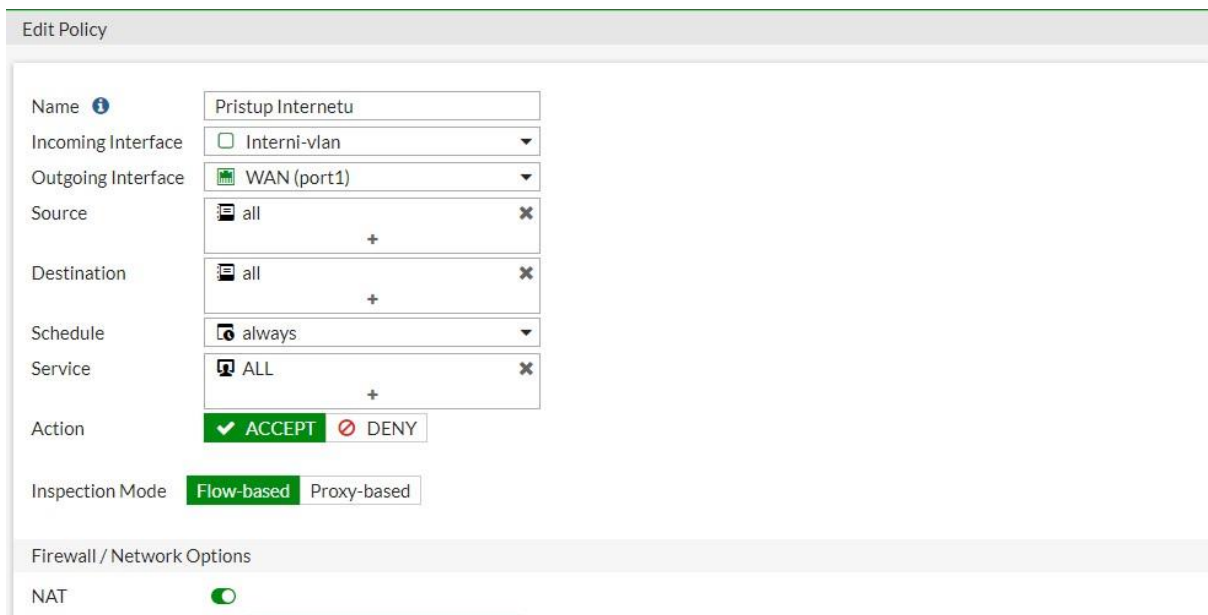 Edit Policy
Name Pristup Internetu
Incoming Interface Interni-vlan
Outgoing Interface WAN (port1)
Source all
+
Destination all
+
Schedule always
Service ALL
+
Action ACCEPT DENY
Inspection Mode Flow-based Proxy-based
Firewall / Network Options
NAT